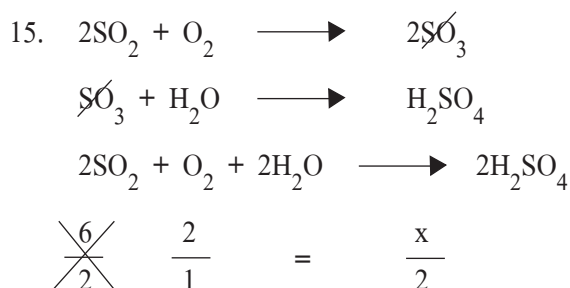 15. 2SO₂ + O₂ ⟶ 2SO₃
SO₃ + H₂O ⟶ H₂SO₄
2SO₂ + O₂ + 2H₂O ⟶ 2H₂SO₄
6/2 2/1 = x/2